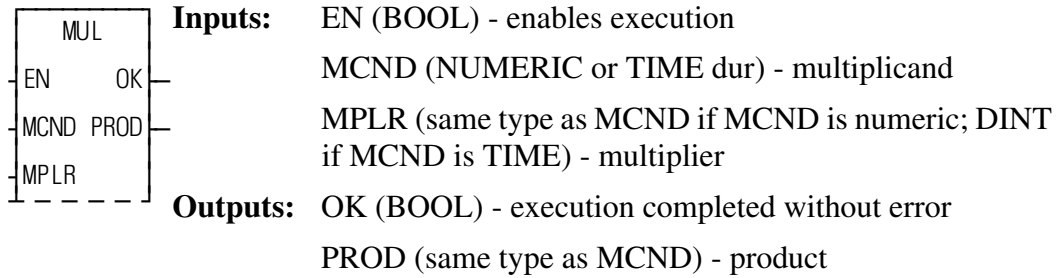 MUL
EN OK
MCND PROD
MPLR
Inputs: EN (BOOL) - enables execution
MCND (NUMERIC or TIME dur) - multiplicand
MPLR (same type as MCND if MCND is numeric; DINT
if MCND is TIME) - multiplier
Outputs: OK (BOOL) - execution completed without error
PROD (same type as MCND) - product